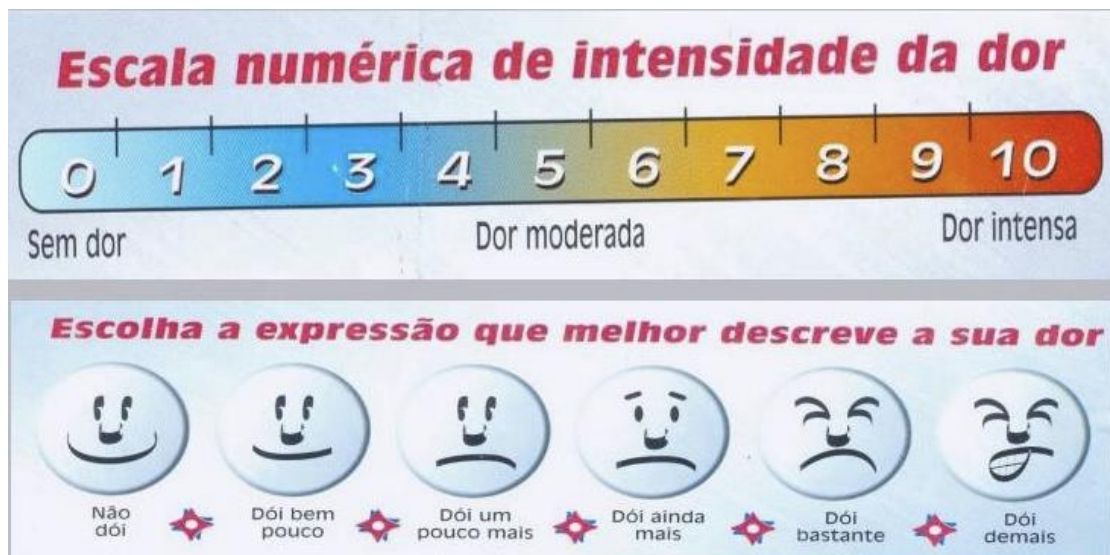 Escala numérica de intensidade da dor
0 1 2 3 4 5 6 7 8 9 10
Sem dor Dor moderada Dor intensa
Escolha a expressão que melhor descreve a sua dor
Não dói
Dói bem pouco
Dói um pouco mais
Dói ainda mais
Dói bastante
Dói demais